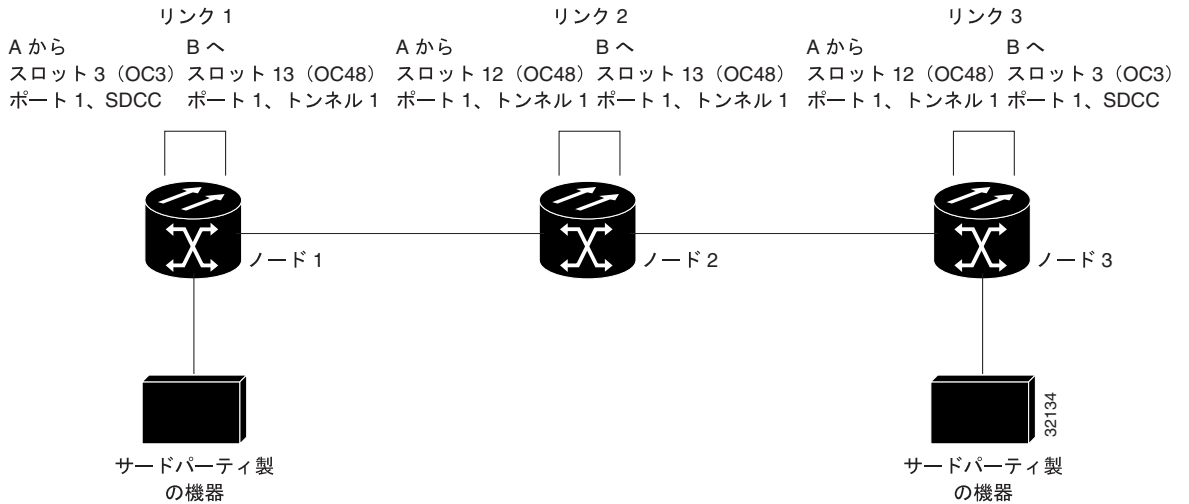 リンク 1
A から
スロット 3（OC3）
ポート 1、SDCC
B へ
スロット 13（OC48）
ポート 1、トンネル 1
リンク 2
A から
スロット 12（OC48）
ポート 1、トンネル 1
B へ
スロット 13（OC48）
ポート 1、トンネル 1
リンク 3
A から
スロット 12（OC48）
ポート 1、トンネル 1
B へ
スロット 3（OC3）
ポート 1、SDCC
ノード 1
ノード 2
ノード 3
サードパーティ製
の機器
サードパーティ製
の機器
32134